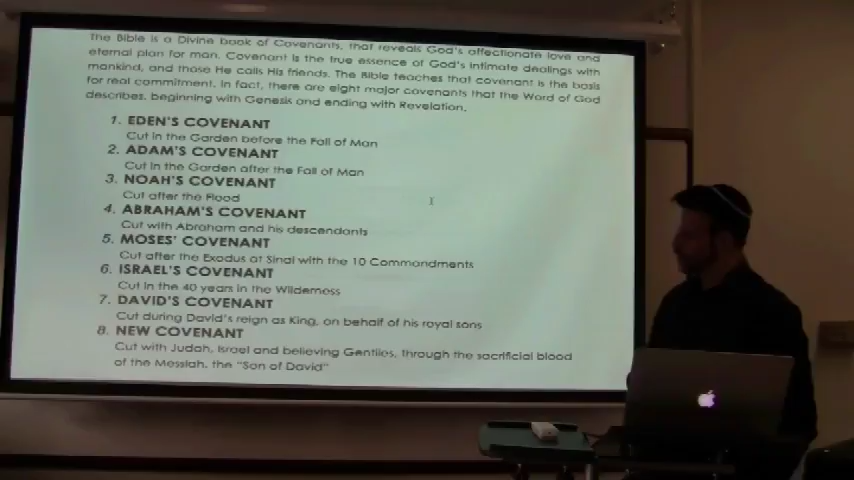 The Bible is a Divine book of Covenants, that reveals God's affectionate love and
eternal plan for man. Covenant is the true essence of God's intimate dealings with
mankind, and those He calls His friends. The Bible teaches that covenant is the basis
for real commitment. In fact, there are eight major covenants that the Word of God
describes, beginning with Genesis and ending with Revelation.
1. EDEN'S COVENANT
Cut in the Garden before the Fall of Man
2. ADAM'S COVENANT
Cut in the Garden after the Fall of Man
3. NOAH'S COVENANT
Cut after the Flood
4. ABRAHAM'S COVENANT
Cut with Abraham and his descendants
5. MOSES' COVENANT
Cut after the Exodus at Sinai with the 10 Commandments
6. ISRAEL'S COVENANT
Cut in the 40 years in the Wilderness
7. DAVID'S COVENANT
Cut during David's reign as King, on behalf of his royal sons
8. NEW COVENANT
Cut with Judah, Israel and believing Gentiles, through the sacrificial blood
of the Messiah, the "Son of David"